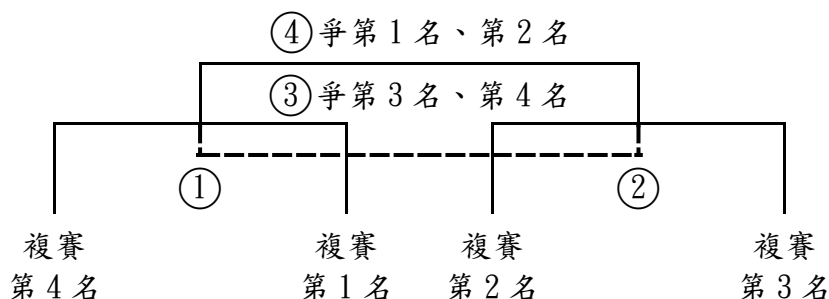 ④爭第1名、第2名
③爭第3名、第4名
①
②
複賽
第4名
複賽
第1名
複賽
第2名
複賽
第3名